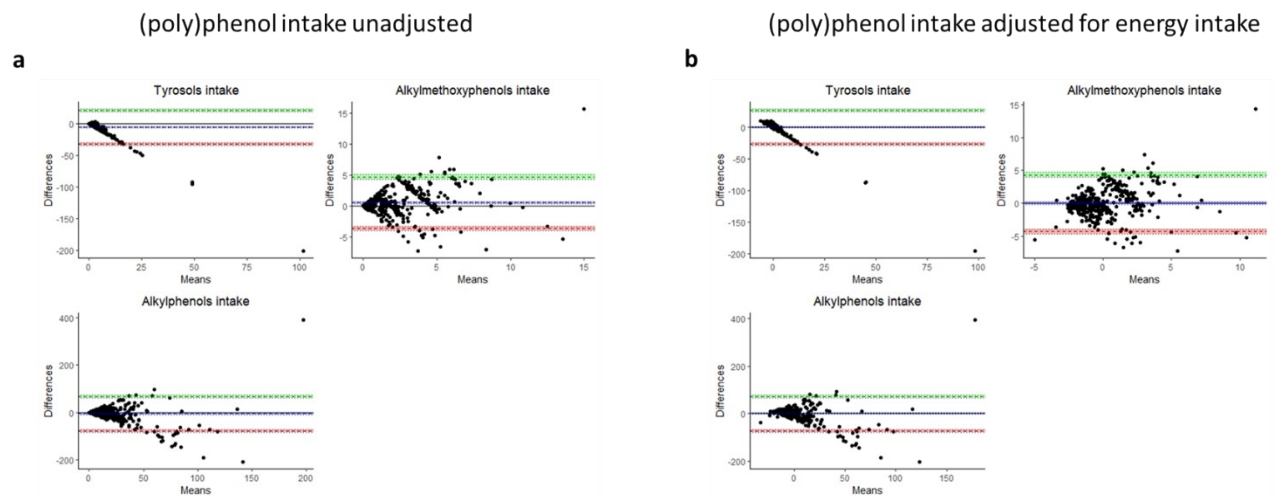 (poly)phenol intake unadjusted
(poly)phenol intake adjusted for energy intake
a
b
Tyrosols intake
Differences
0
-50
-100
-150
-200
0
25
50
75
100
Means
Alkylmethoxyphenols intake
Differences
15
10
5
0
-5
0
5
10
15
Means
Alkylphenols intake
Differences
400
200
0
-200
0
50
100
150
200
Means
Tyrosols intake
Differences
0
-50
-100
-150
-200
0
25
50
75
100
Means
Alkylmethoxyphenols intake
Differences
15
10
5
0
-5
-5
0
5
10
Means
Alkylphenols intake
Differences
400
200
0
-200
0
50
100
150
Means